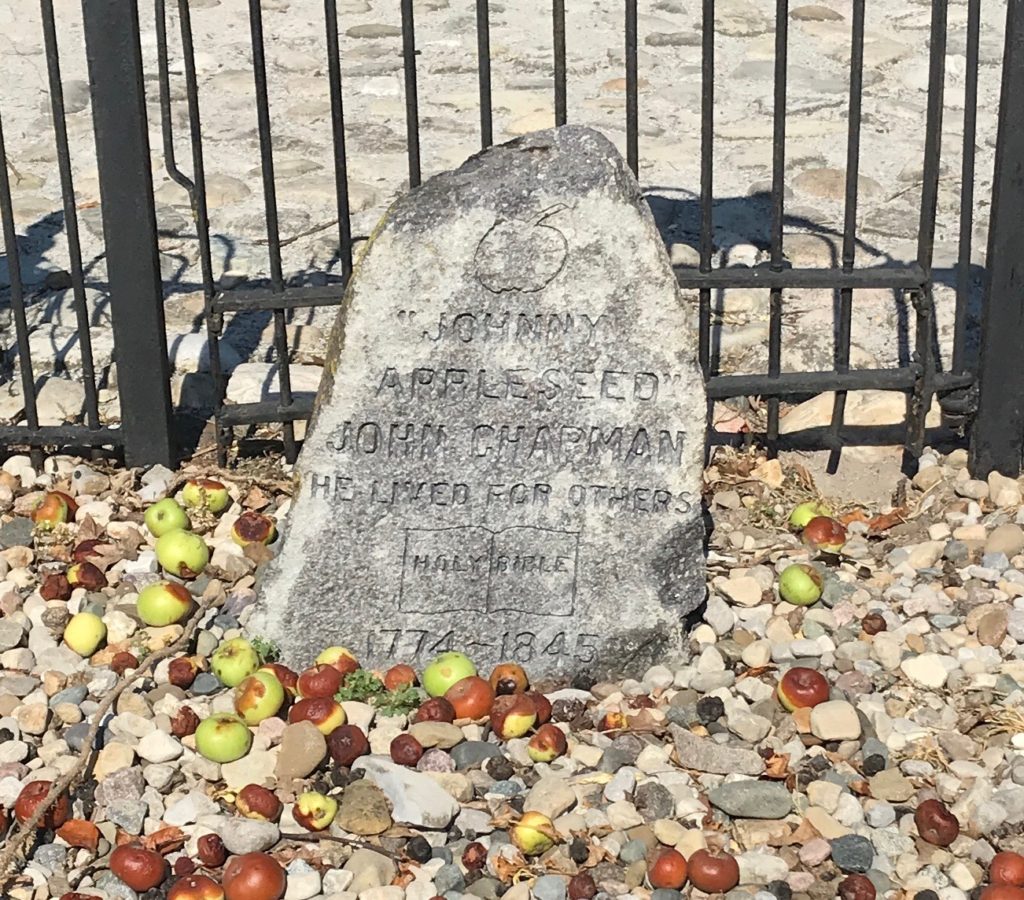 "JOHNNY
APPLESEED"
JOHN CHAPMAN
HE LIVED FOR OTHERS
HOLY BIBLE
1774~1845